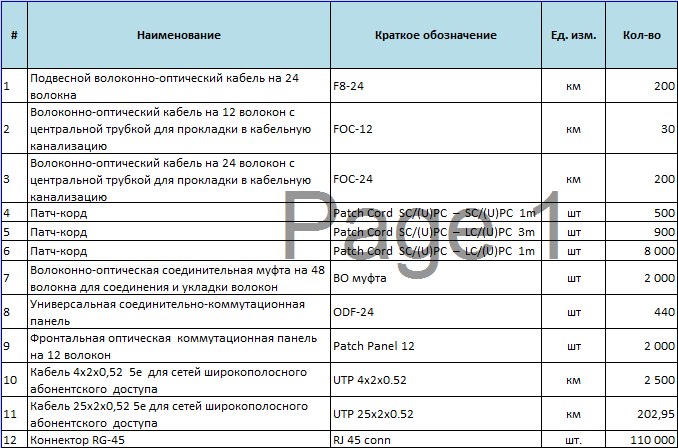 # Наименование Краткое обозначение Ед. изм. Кол-во
1 Подвесной волоконно-оптический кабель на 24 F8-24 км 200
волокна
2 Волоконно-оптический кабель на 12 волокон с FOC-12 км 30
центральной трубкой для прокладки в кабельную
канализацию
3 Волоконно-оптический кабель на 24 волокон с FOC-24 км 200
центральной трубкой для прокладки в кабельную
канализацию
4 Патч-корд Patch Cord SC/(U)PC – SC/(U)PC 1m шт 500
5 Патч-корд Patch Cord SC/(U)PC – LC/(U)PC 3m шт 900
6 Патч-корд Patch Cord SC/(U)PC – LC/(U)PC 1m шт 8 000
7 Волоконно-оптическая соединительная муфта на 48 ВО муфта шт 2 000
волокна для соединения и укладки волокон
8 Универсальная соединительно-коммутационная ODF-24 шт 440
панель
9 Фронтальная оптическая коммутационная панель Patch Panel 12 шт 2 000
на 12 волокон
10 Кабель 4х2х0,52 5е для сетей широкополосного UTP 4x2x0.52 км 2 500
абонентского доступа
11 Кабель 25х2х0,52 5е для сетей широкополосного UTP 25x2x0.52 км 202,95
абонентского доступа
12 Коннектор RG-45 RJ 45 conn шт. 110 000
Page 1